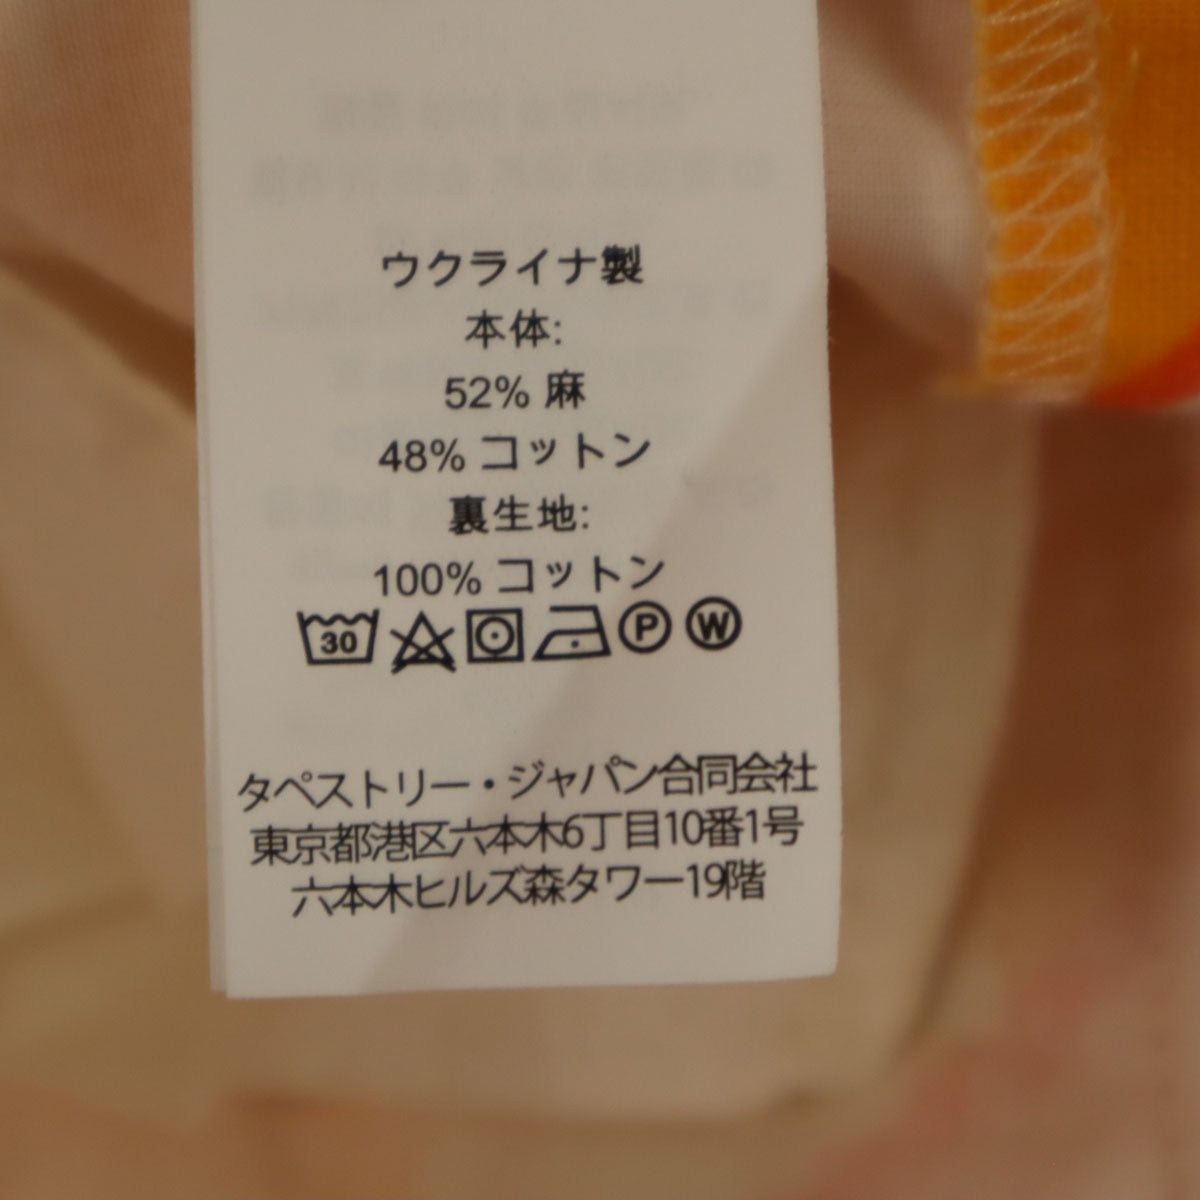 ウクライナ製
本体:
52% 麻
48% コットン
裏生地:
100% コットン
30 P W
タペストリー・ジャパン合同会社
東京都港区六本木6丁目10番1号
六本木ヒルズ森タワー19階